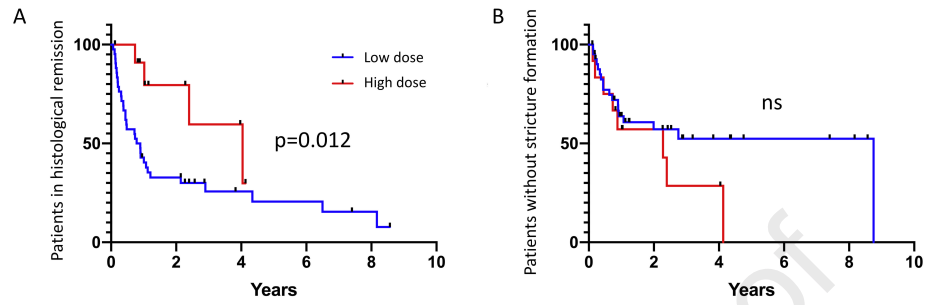 A
Patients in histological remission
100
50
0
0 2 4 6 8 10
Years
Low dose
High dose
p=0.012
B
Patients without stricture formation
100
50
0
0 2 4 6 8 10
Years
ns
of